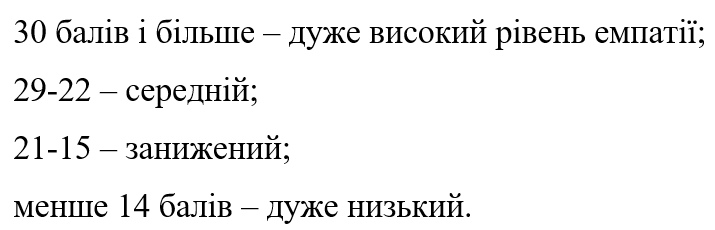 30 балів і більше – дуже високий рівень емпатії;
29-22 – середній;
21-15 – занижений;
менше 14 балів – дуже низький.